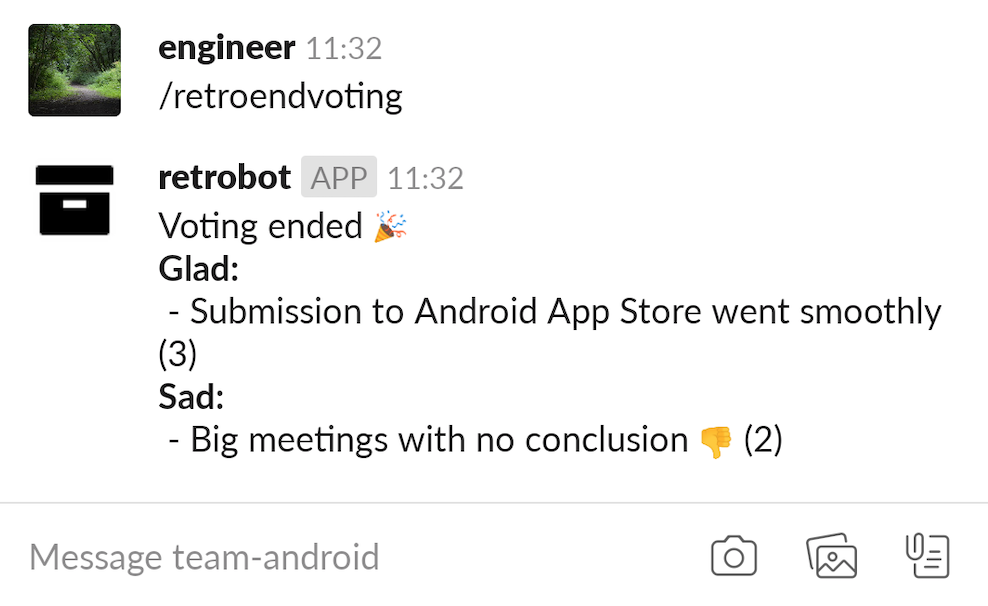 engineer 11:32
/retroendvoting
retrobot APP 11:32
Voting ended 🎉
Glad:
- Submission to Android App Store went smoothly
(3)
Sad:
- Big meetings with no conclusion 👎 (2)
Message team-android